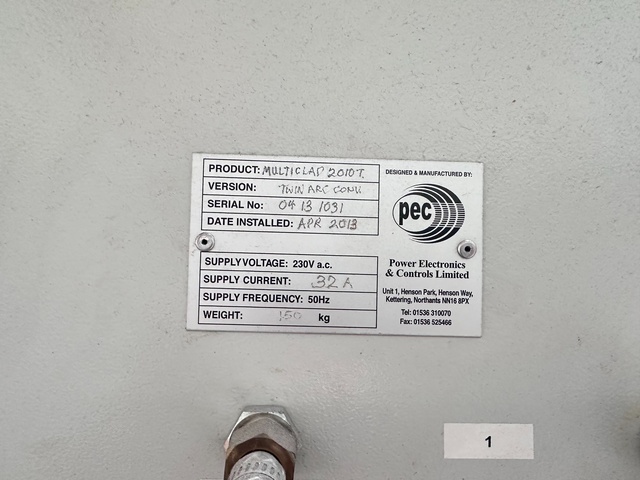 PRODUCT: MULTICLAD 2010T
VERSION: TWIN ARC CONV.
SERIAL No: 04 13 1031
DATE INSTALLED: APR 2013
SUPPLY VOLTAGE: 230V a.c.
SUPPLY CURRENT: 32 A
SUPPLY FREQUENCY: 50Hz
WEIGHT: 150 kg
DESIGNED & MANUFACTURED BY:
pec
Power Electronics
& Controls Limited
Unit 1, Henson Park, Henson Way,
Kettering, Northants NN16 8PX
Tel: 01536 310070
Fax: 01536 525466
1